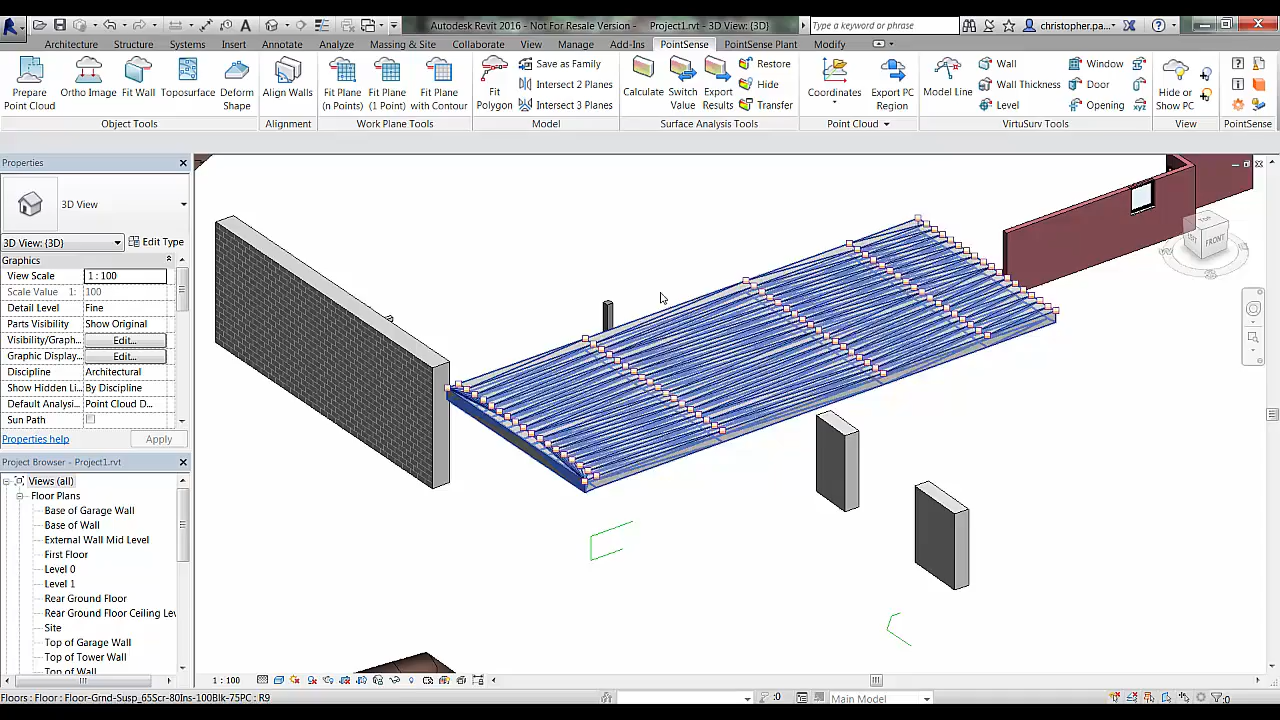 Autodesk Revit 2016 - Not For Resale Version - Project1.rvt - 3D View: {3D}
Type a keyword or phrase
christopher.pa...
Architecture Structure Systems Insert Annotate Analyze Massing & Site Collaborate View Manage Add-Ins PointSense PointSense Plant Modify
Prepare Point Cloud
Ortho Image
Fit Wall
Toposurface
Deform Shape
Align Walls
Fit Plane (n Points)
Fit Plane (1 Point)
Fit Plane with Contour
Fit Polygon
Save as Family
Intersect 2 Planes
Intersect 3 Planes
Calculate
Switch Value
Export Results
Restore
Hide
Transfer
Coordinates
Export PC Region
Model Line
Wall
Wall Thickness
Level
Window
Door
Opening
Hide or Show PC
Object Tools Alignment Work Plane Tools Model Surface Analysis Tools Point Cloud VirtuSurv Tools View PointSense
Properties
3D View
3D View: {3D}
Edit Type
Graphics
View Scale 1 : 100
Scale Value 1: 100
Detail Level Fine
Parts Visibility Show Original
Visibility/Graph... Edit...
Graphic Display... Edit...
Discipline Architectural
Show Hidden Li... By Discipline
Default Analysi... Point Cloud D...
Sun Path
Properties help
Apply
Project Browser - Project1.rvt
Views (all)
Floor Plans
Base of Garage Wall
Base of Wall
External Wall Mid Level
First Floor
Level 0
Level 1
Rear Ground Floor
Rear Ground Floor Ceiling Lev
Site
Top of Garage Wall
Top of Tower Wall
Top of Wall
TOP
FRONT
1 : 100
Floors : Floor : Floor-Grnd-Susp_65Scr-80Ins-100Blk-75PC : R9
:0
Main Model
:0